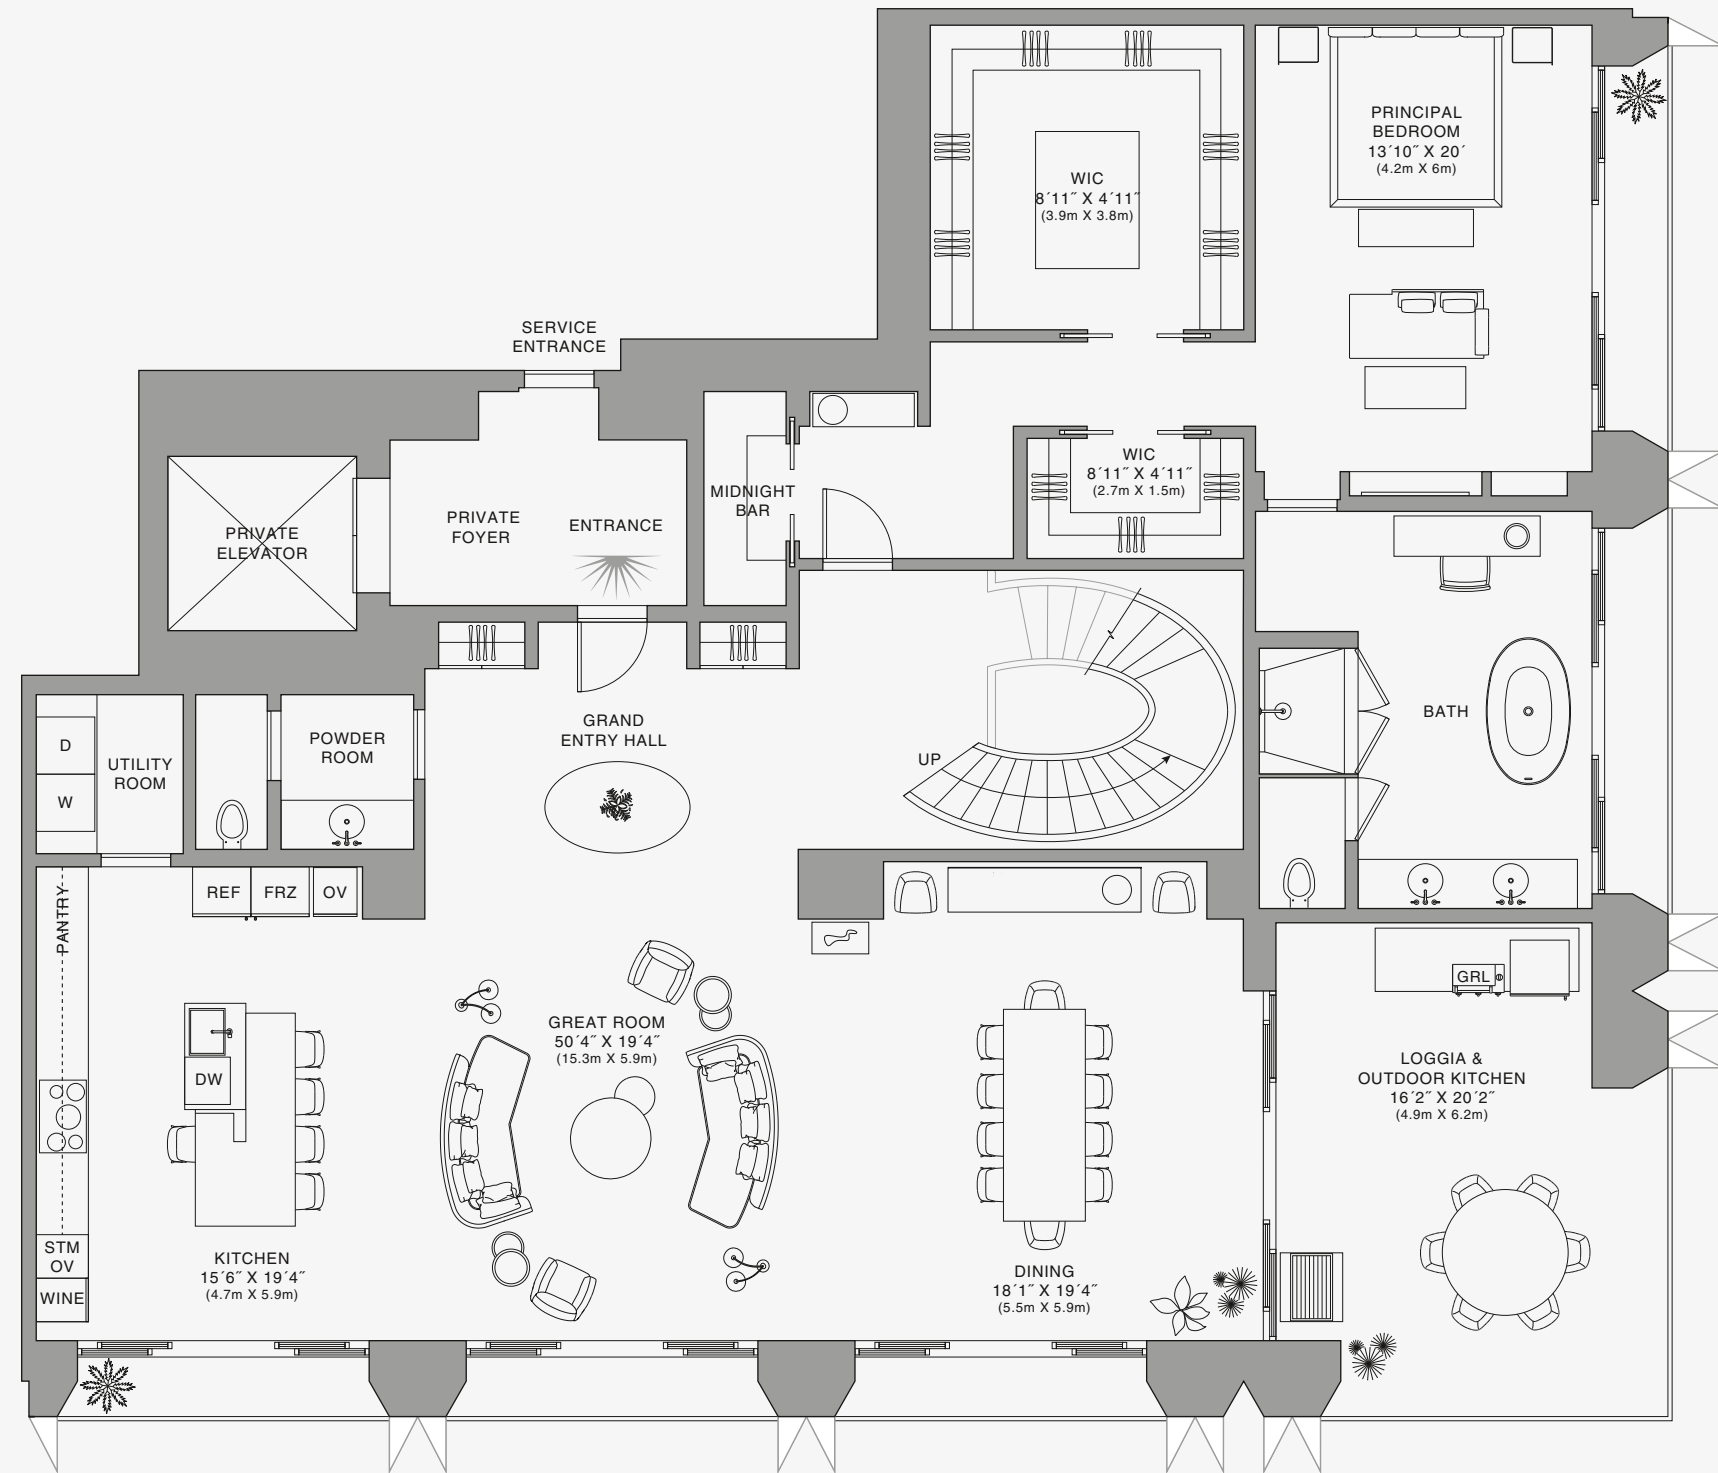 PRINCIPAL
BEDROOM
13´10˝ X 20´
(4.2m X 6m)
WIC
8´11˝ X 4´11˝
(3.9m X 3.8m)
SERVICE
ENTRANCE
WIC
8´11˝ X 4´11˝
(2.7m X 1.5m)
MIDNIGHT
BAR
PRIVATE
ELEVATOR
PRIVATE
FOYER
ENTRANCE
GRAND
ENTRY HALL
UP
BATH
D
W
UTILITY
ROOM
POWDER
ROOM
PANTRY
REF
FRZ
OV
GRL
GREAT ROOM
50´4˝ X 19´4˝
(15.3m X 5.9m)
DW
LOGGIA &
OUTDOOR KITCHEN
16´2˝ X 20´2˝
(4.9m X 6.2m)
STM
OV
WINE
KITCHEN
15´6˝ X 19´4˝
(4.7m X 5.9m)
DINING
18´1˝ X 19´4˝
(5.5m X 5.9m)